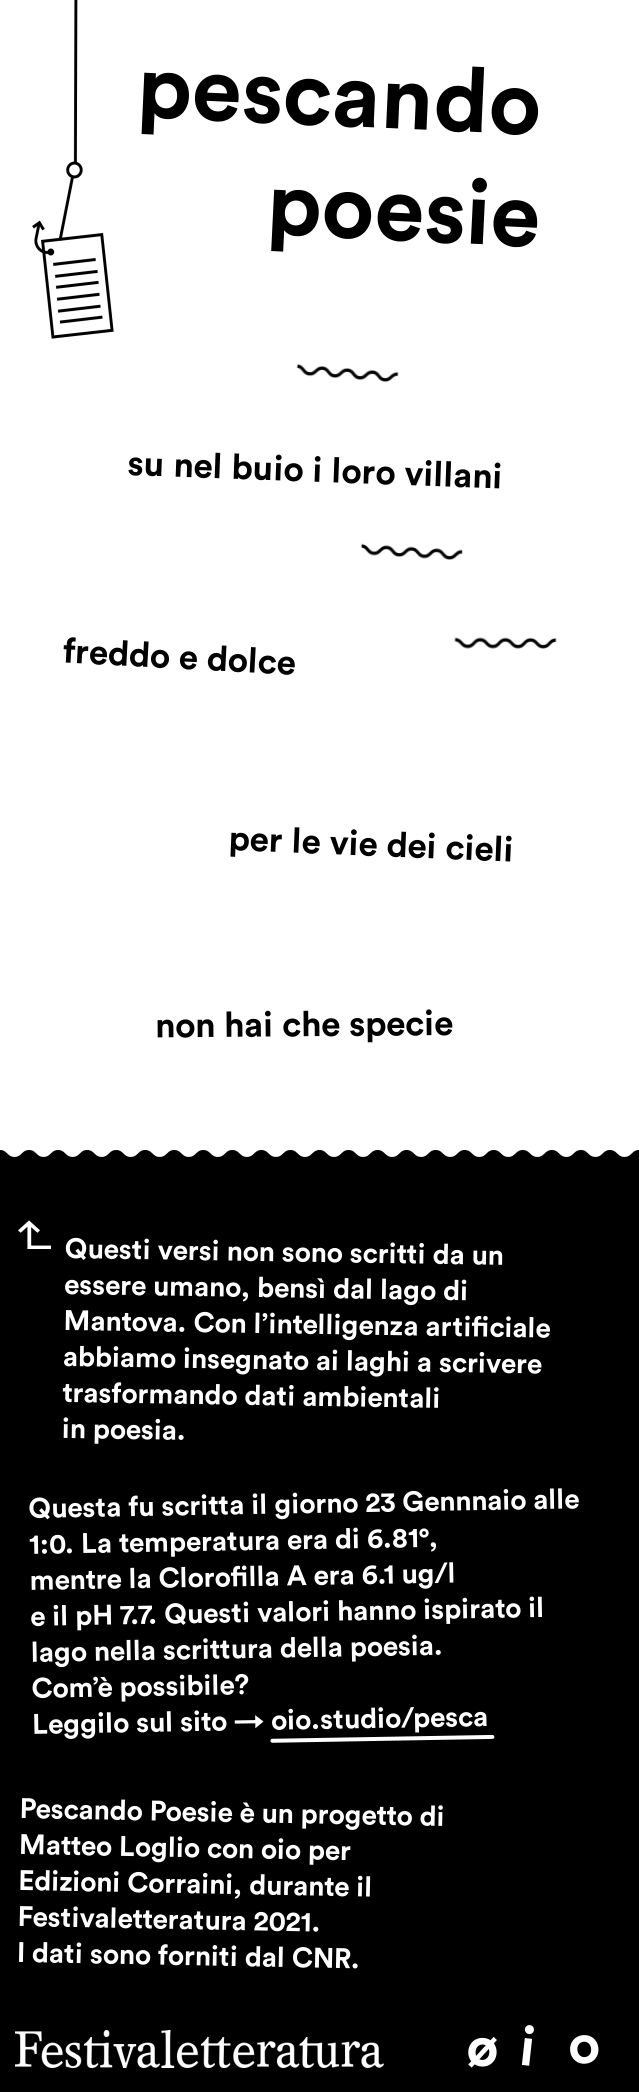 pescando
poesie
su nel buio i loro villani
freddo e dolce
per le vie dei cieli
non hai che specie
Questi versi non sono scritti da un
essere umano, bensì dal lago di
Mantova. Con l’intelligenza artificiale
abbiamo insegnato ai laghi a scrivere
trasformando dati ambientali
in poesia.
Questa fu scritta il giorno 23 Gennnaio alle
1:0. La temperatura era di 6.81°,
mentre la Clorofilla A era 6.1 ug/l
e il pH 7.7. Questi valori hanno ispirato il
lago nella scrittura della poesia.
Com’è possibile?
Leggilo sul sito → oio.studio/pesca
Pescando Poesie è un progetto di
Matteo Loglio con oio per
Edizioni Corraini, durante il
Festivaletteratura 2021.
I dati sono forniti dal CNR.
Festivaletteratura øio